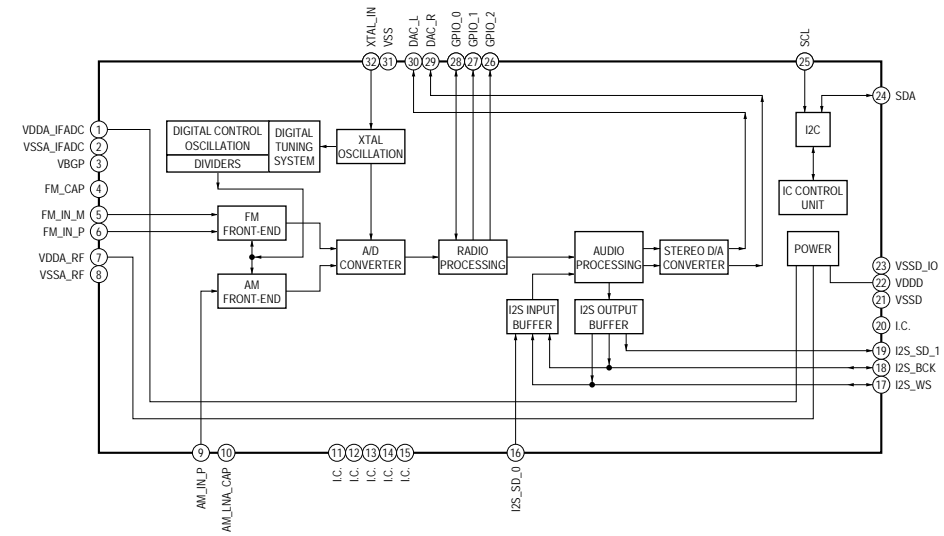 XTAL_IN
VSS
DAC_L
DAC_R
GPIO_0
GPIO_1
GPIO_2
SCL
32
31
30
29
28
27
26
25
24
SDA
VDDA_IFADC
1
VSSA_IFADC
2
VBGP
3
FM_CAP
4
FM_IN_M
5
FM_IN_P
6
VDDA_RF
7
VSSA_RF
8
DIGITAL CONTROL
OSCILLATION
DIVIDERS
DIGITAL
TUNING
SYSTEM
XTAL
OSCILLATION
I2C
IC CONTROL
UNIT
FM
FRONT-END
AM
FRONT-END
A/D
CONVERTER
RADIO
PROCESSING
AUDIO
PROCESSING
STEREO D/A
CONVERTER
POWER
I2S INPUT
BUFFER
I2S OUTPUT
BUFFER
23
VSSD_IO
22
VDDD
21
VSSD
20
I.C.
19
I2S_SD_1
18
I2S_BCK
17
I2S_WS
9
10
11
12
13
14
15
16
AM_IN_P
AM_LNA_CAP
I.C.
I.C.
I.C.
I.C.
I.C.
I2S_SD_0